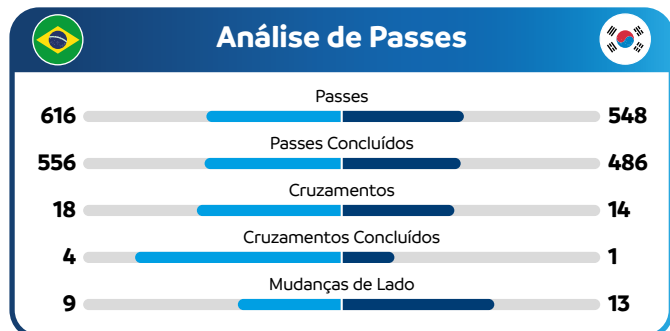 Análise de Passes
Passes
616 548
Passes Concluídos
556 486
Cruzamentos
18 14
Cruzamentos Concluídos
4 1
Mudanças de Lado
9 13